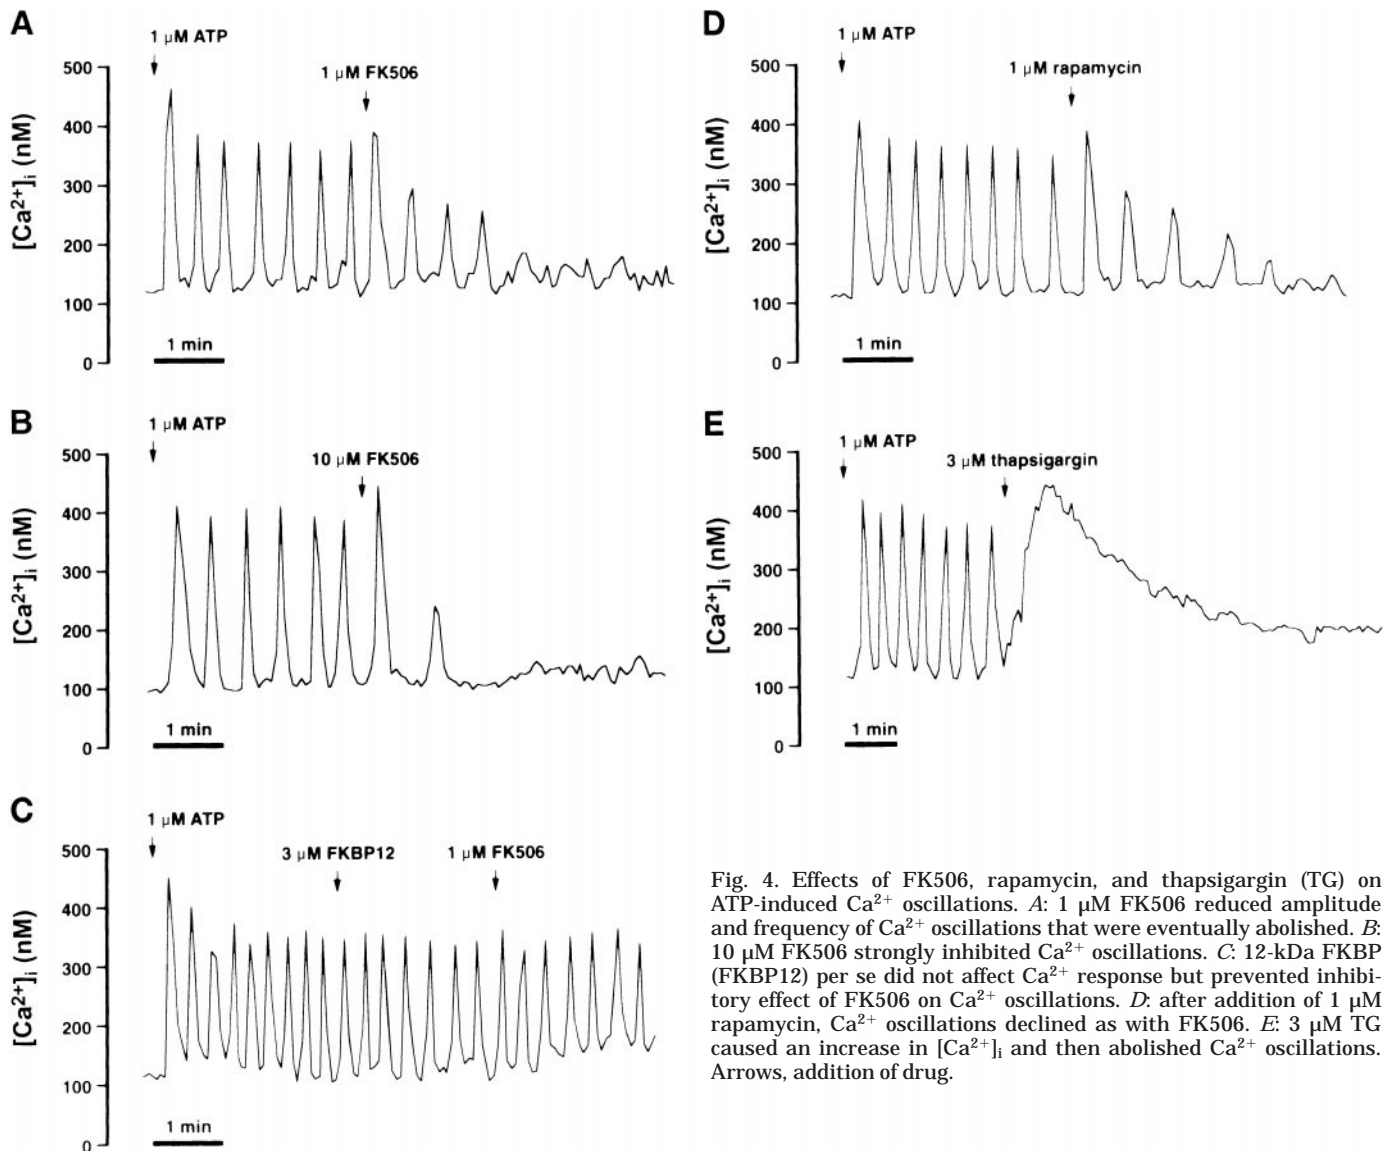 A
1 µM ATP
1 µM FK506
500
400
300
200
100
0
[Ca²⁺]ᵢ (nM)
1 min
B
1 µM ATP
10 µM FK506
500
400
300
200
100
0
[Ca²⁺]ᵢ (nM)
1 min
C
1 µM ATP
3 µM FKBP12
1 µM FK506
500
400
300
200
100
0
[Ca²⁺]ᵢ (nM)
1 min
D
1 µM ATP
1 µM rapamycin
500
400
300
200
100
0
[Ca²⁺]ᵢ (nM)
1 min
E
1 µM ATP
3 µM thapsigargin
500
400
300
200
100
0
[Ca²⁺]ᵢ (nM)
1 min
Fig. 4. Effects of FK506, rapamycin, and thapsigargin (TG) on
ATP-induced Ca²⁺ oscillations. A: 1 µM FK506 reduced amplitude
and frequency of Ca²⁺ oscillations that were eventually abolished. B:
10 µM FK506 strongly inhibited Ca²⁺ oscillations. C: 12-kDa FKBP
(FKBP12) per se did not affect Ca²⁺ response but prevented inhibi-
tory effect of FK506 on Ca²⁺ oscillations. D: after addition of 1 µM
rapamycin, Ca²⁺ oscillations declined as with FK506. E: 3 µM TG
caused an increase in [Ca²⁺]ᵢ and then abolished Ca²⁺ oscillations.
Arrows, addition of drug.